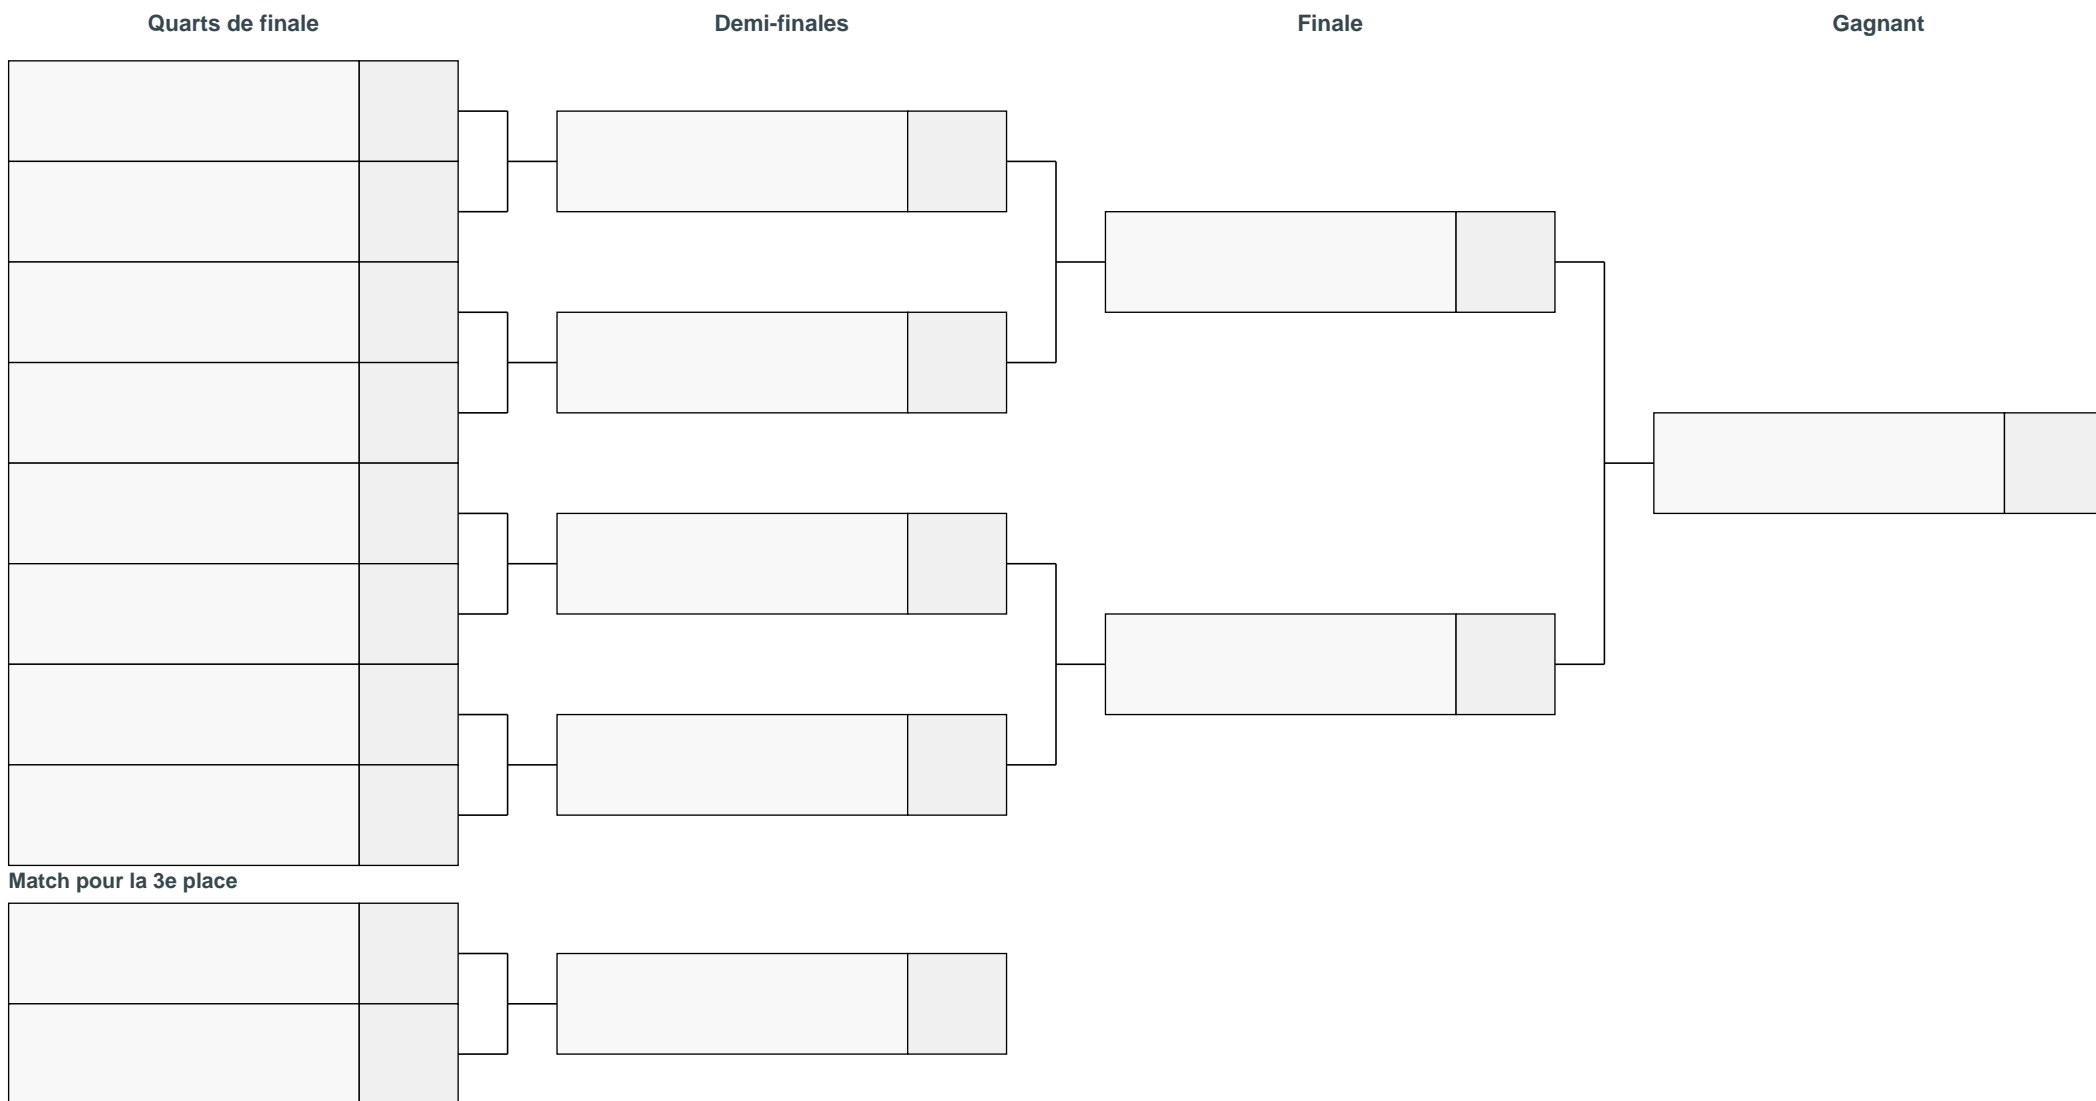 Quarts de finale
Demi-finales
Finale
Gagnant
Match pour la 3e place